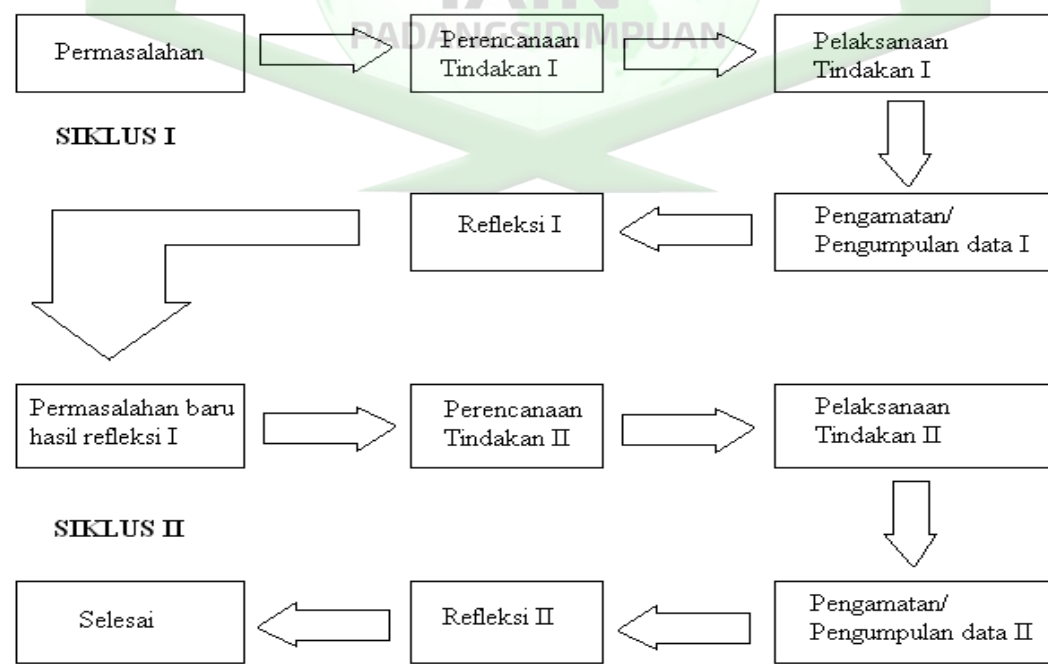 IAIN
PADANGSIDIMPUAN
Permasalahan
Perencanaan
Tindakan I
Pelaksanaan
Tindakan I
SIKLUS I
Pengamatan/
Pengumpulan data I
Refleksi I
Permasalahan baru
hasil refleksi I
Perencanaan
Tindakan II
Pelaksanaan
Tindakan II
SIKLUS II
Pengamatan/
Pengumpulan data II
Refleksi II
Selesai